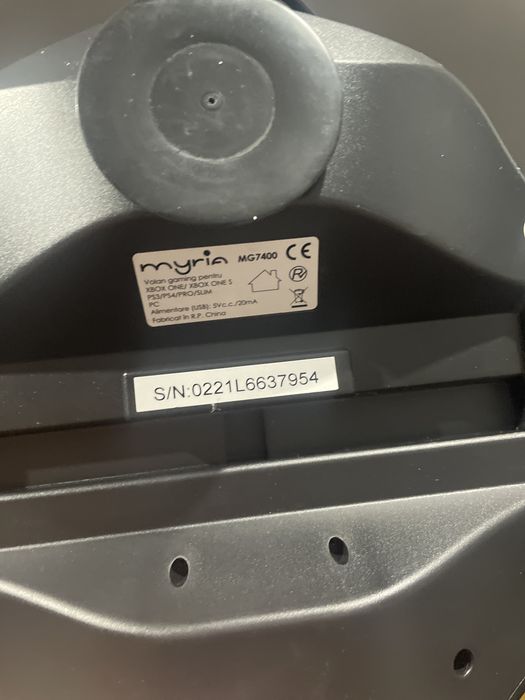 myria MG7400 CE
Volan gaming pentru
XBOX ONE/ XBOX ONE S
PS3/PS4/PRO/SLIM
PC
Alimentare (USB): 5Vc.c./20mA
Fabricat în R.P. China
S/N:0221L6637954